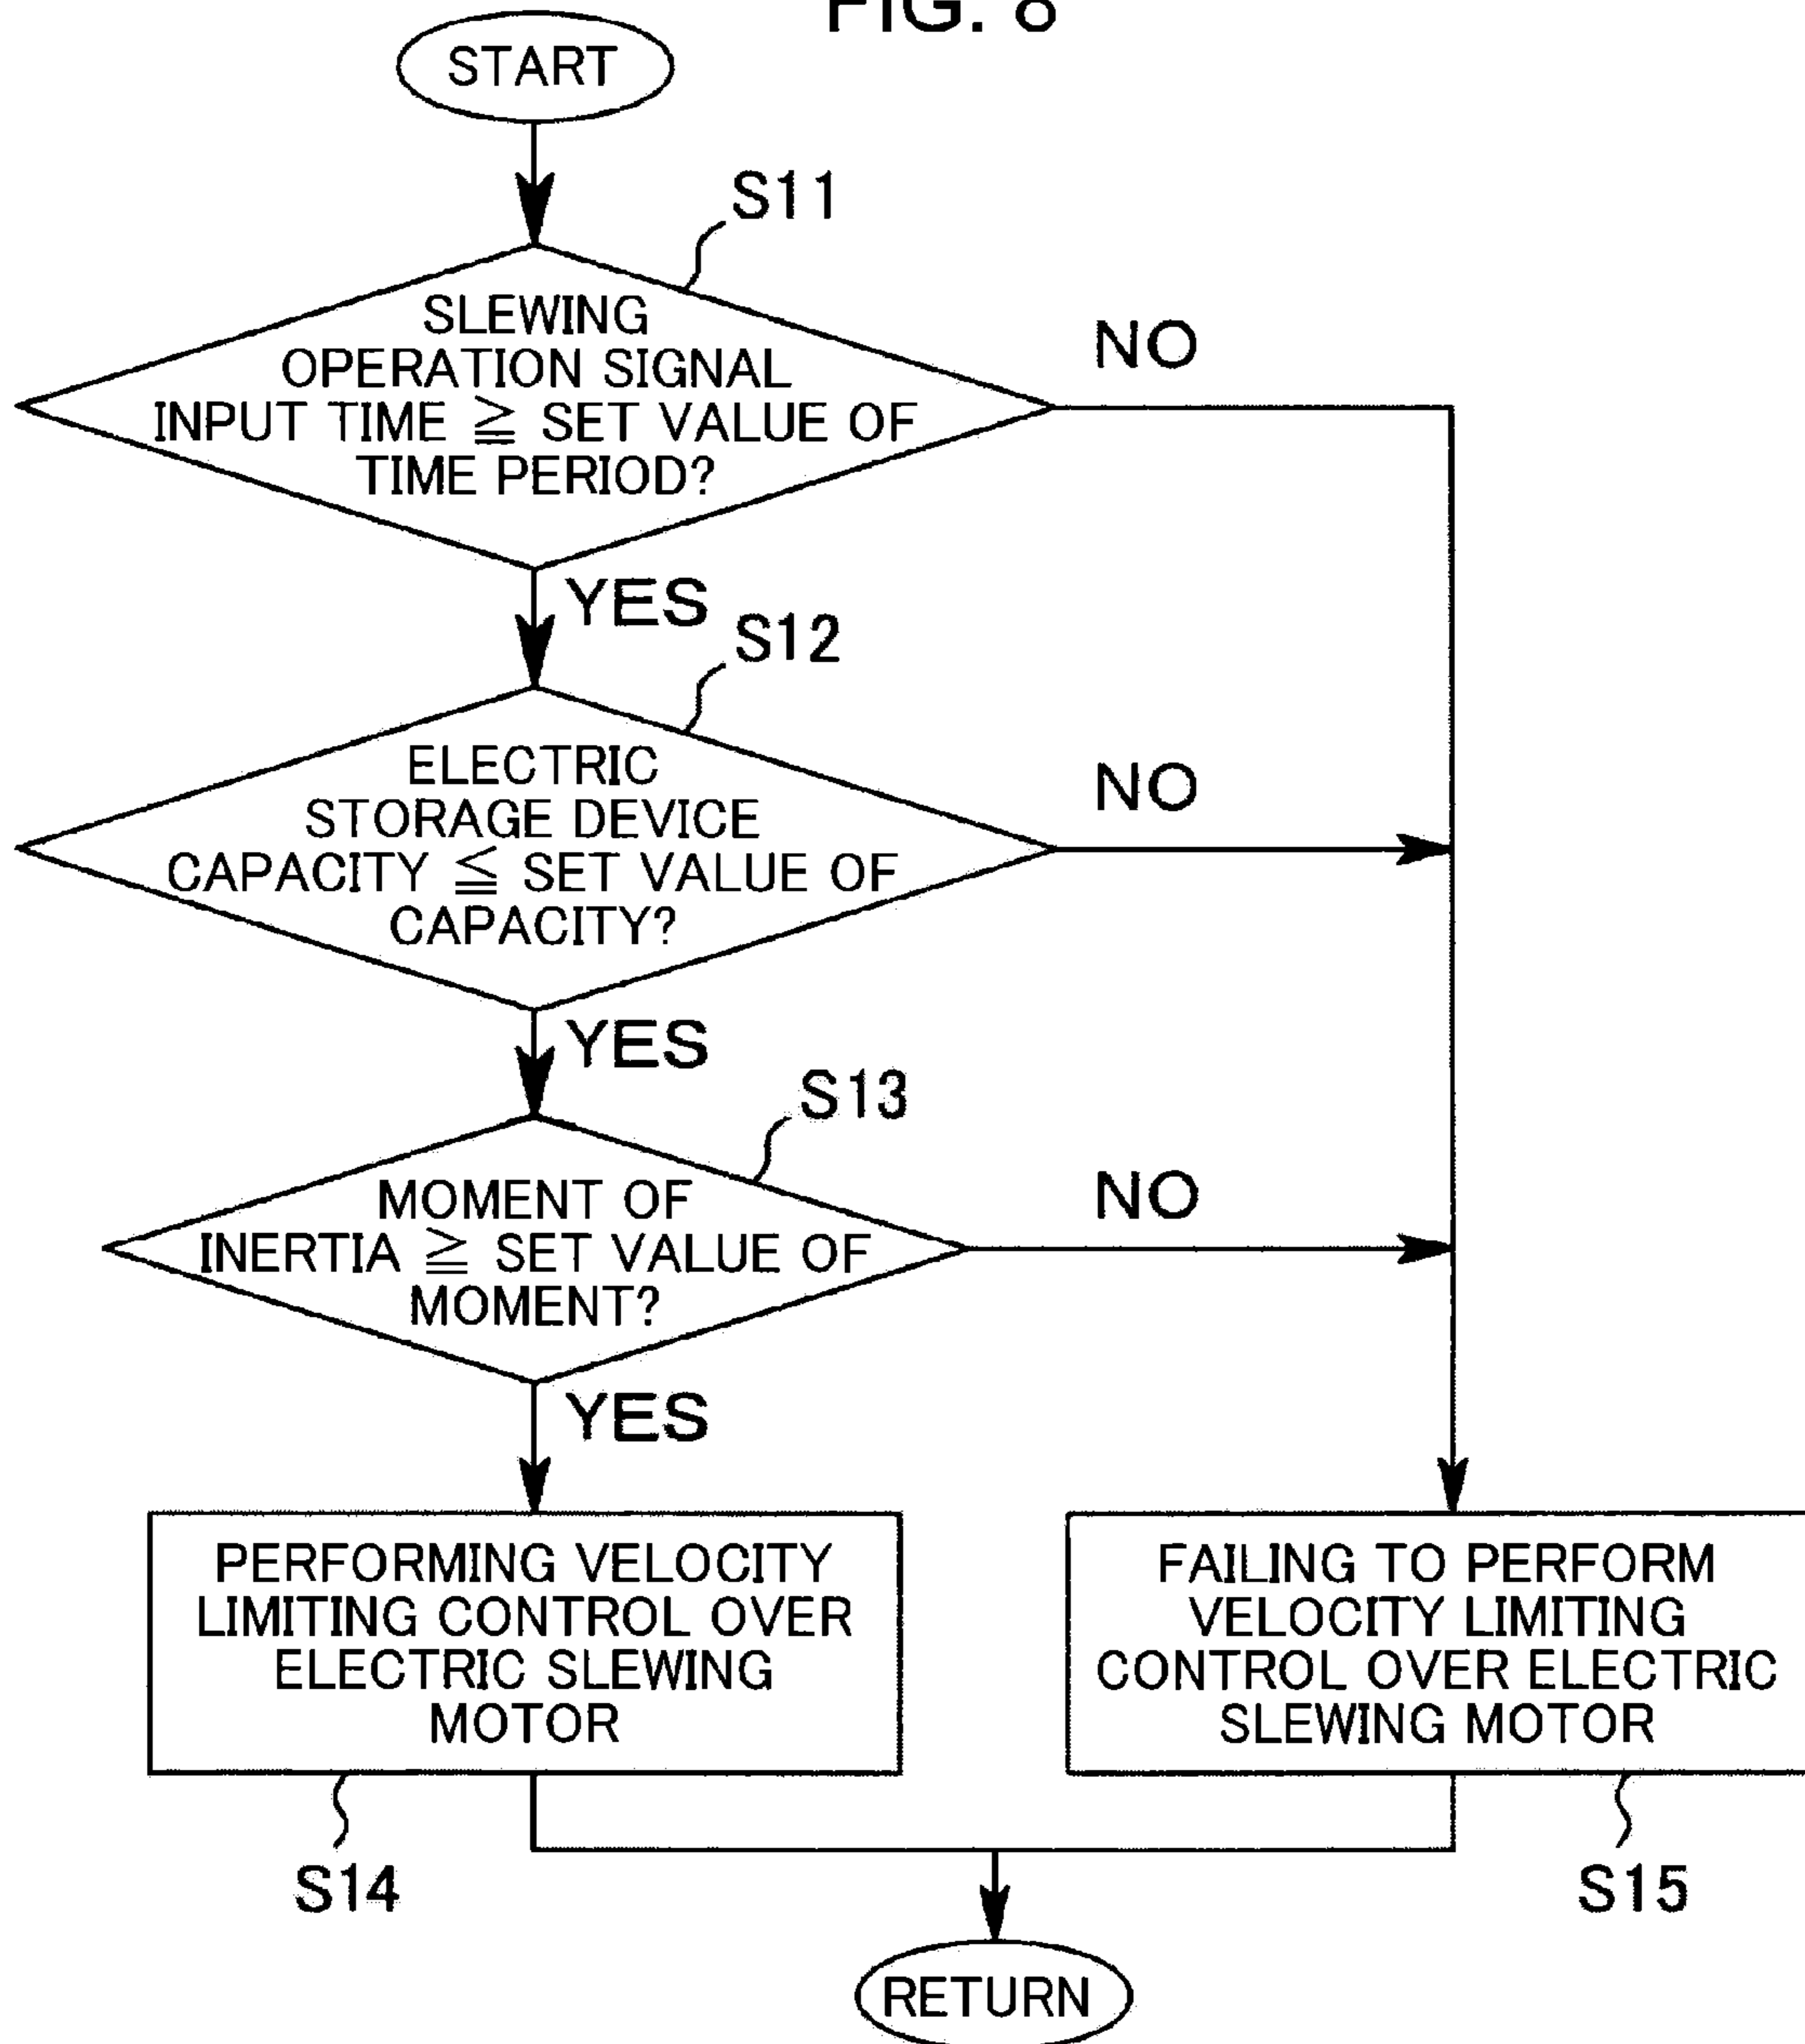 FIG. 8
START
S11
SLEWING
OPERATION SIGNAL
INPUT TIME ≧ SET VALUE OF
TIME PERIOD?
NO
YES
S12
ELECTRIC
STORAGE DEVICE
CAPACITY ≦ SET VALUE OF
CAPACITY?
NO
YES
S13
MOMENT OF
INERTIA ≧ SET VALUE OF
MOMENT?
NO
YES
PERFORMING VELOCITY
LIMITING CONTROL OVER
ELECTRIC SLEWING
MOTOR
S14
FAILING TO PERFORM
VELOCITY LIMITING
CONTROL OVER ELECTRIC
SLEWING MOTOR
S15
RETURN